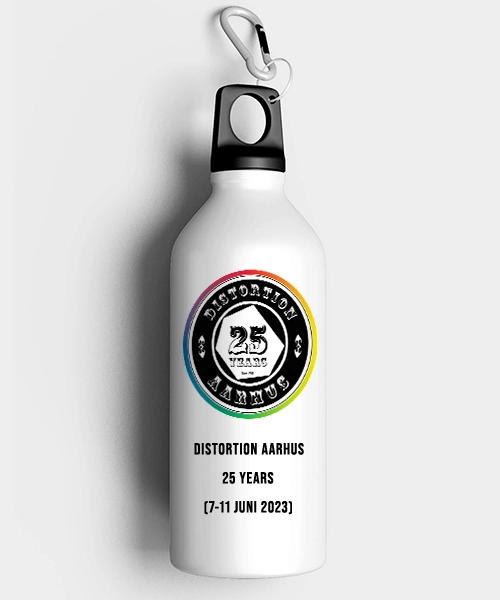 DISTORTION
25
YEARS
AARHUS
DISTORTION AARHUS
25 YEARS
(7-11 JUNI 2023)